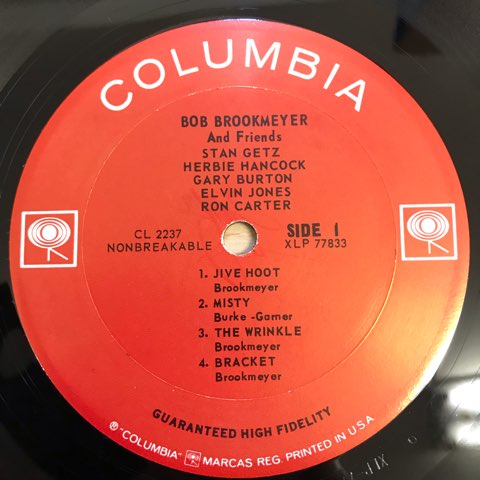 COLUMBIA
BOB BROOKMEYER
And Friends
STAN GETZ
HERBIE HANCOCK
GARY BURTON
ELVIN JONES
RON CARTER
CL 2237
NONBREAKABLE
SIDE 1
XLP 77833
1. JIVE HOOT
Brookmeyer
2. MISTY
Burke -Garner
3. THE WRINKLE
Brookmeyer
4. BRACKET
Brookmeyer
GUARANTEED HIGH FIDELITY
℗ "COLUMBIA" MARCAS REG. PRINTED IN U.S.A.